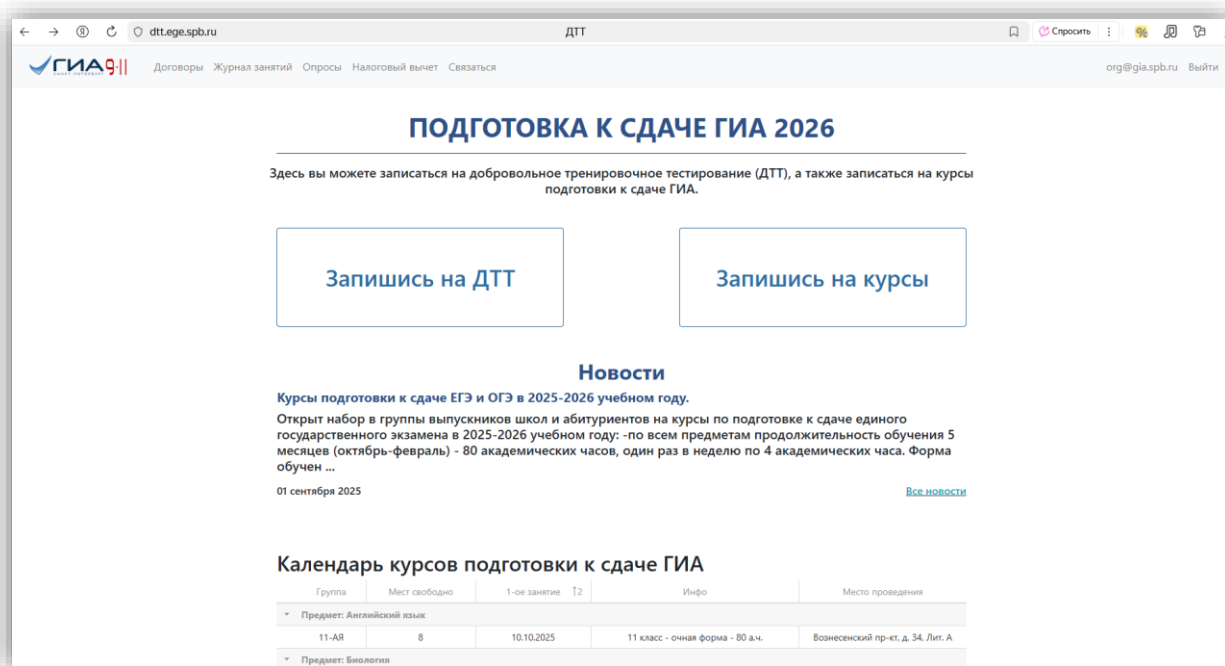 dtt.ege.spb.ru
ДТТ
Спросить
ГИА 9·11
САНКТ-ПЕТЕРБУРГ
Договоры Журнал занятий Опросы Налоговый вычет Связаться
org@gia.spb.ru Выйти
ПОДГОТОВКА К СДАЧЕ ГИА 2026
Здесь вы можете записаться на добровольное тренировочное тестирование (ДТТ), а также записаться на курсы
подготовки к сдаче ГИА.
Запишись на ДТТ
Запишись на курсы
Новости
Курсы подготовки к сдаче ЕГЭ и ОГЭ в 2025-2026 учебном году.
Открыт набор в группы выпускников школ и абитуриентов на курсы по подготовке к сдаче единого
государственного экзамена в 2025-2026 учебном году: -по всем предметам продолжительность обучения 5
месяцев (октябрь-февраль) - 80 академических часов, один раз в неделю по 4 академических часа. Форма
обучен ...
01 сентября 2025
Все новости
Календарь курсов подготовки к сдаче ГИА
Группа Мест свободно 1-ое занятие 2 Инфо Место проведения
Предмет: Английский язык
11-АЯ 8 10.10.2025 11 класс - очная форма - 80 а.ч. Вознесенский пр-кт, д. 34, Лит. А
Предмет: Биология